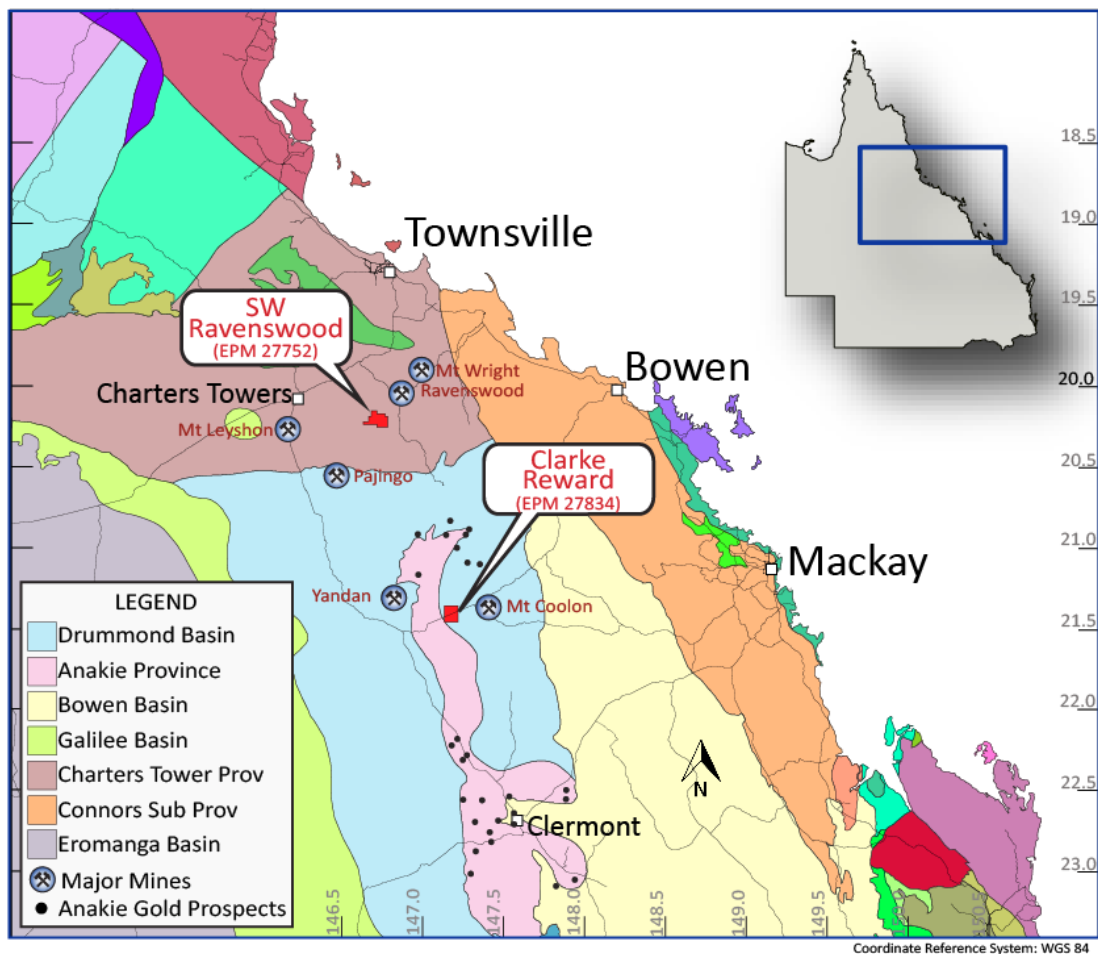 18.5
19.0
Townsville
19.5
SW
Ravenswood
(EPM 27752)
Mt Wright
Bowen
20.0
Ravenswood
Charters Towers
Mt Leyshon
Clarke
Reward
(EPM 27834)
20.5
Pajingo
21.0
Mackay
Yandan
Mt Coolon
21.5
LEGEND
Drummond Basin
Anakie Province
Bowen Basin
Galilee Basin
Charters Tower Prov
Connors Sub Prov
Eromanga Basin
Major Mines
Anakie Gold Prospects
22.0
N
22.5
Clermont
23.0
146.5
147.0
147.5
148.0
148.5
149.0
149.5
150.0
150.5
Coordinate Reference System: WGS 84